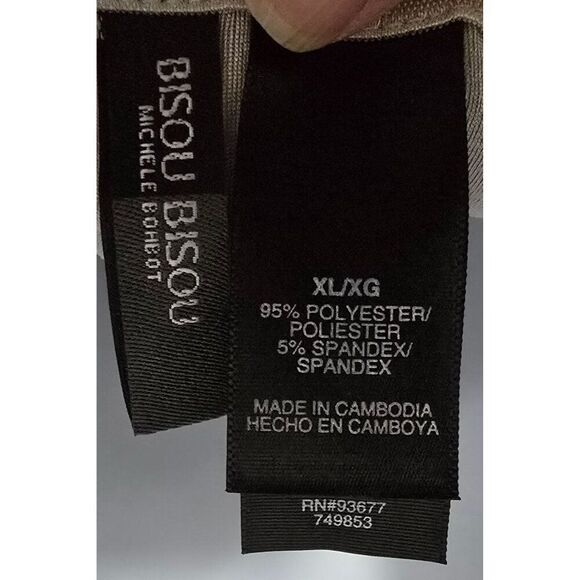 BISOU BISOU
MICHELE BOHBOT
XL/XG
95% POLYESTER/
POLIESTER
5% SPANDEX/
SPANDEX
MADE IN CAMBODIA
HECHO EN CAMBOYA
RN#93677
749853